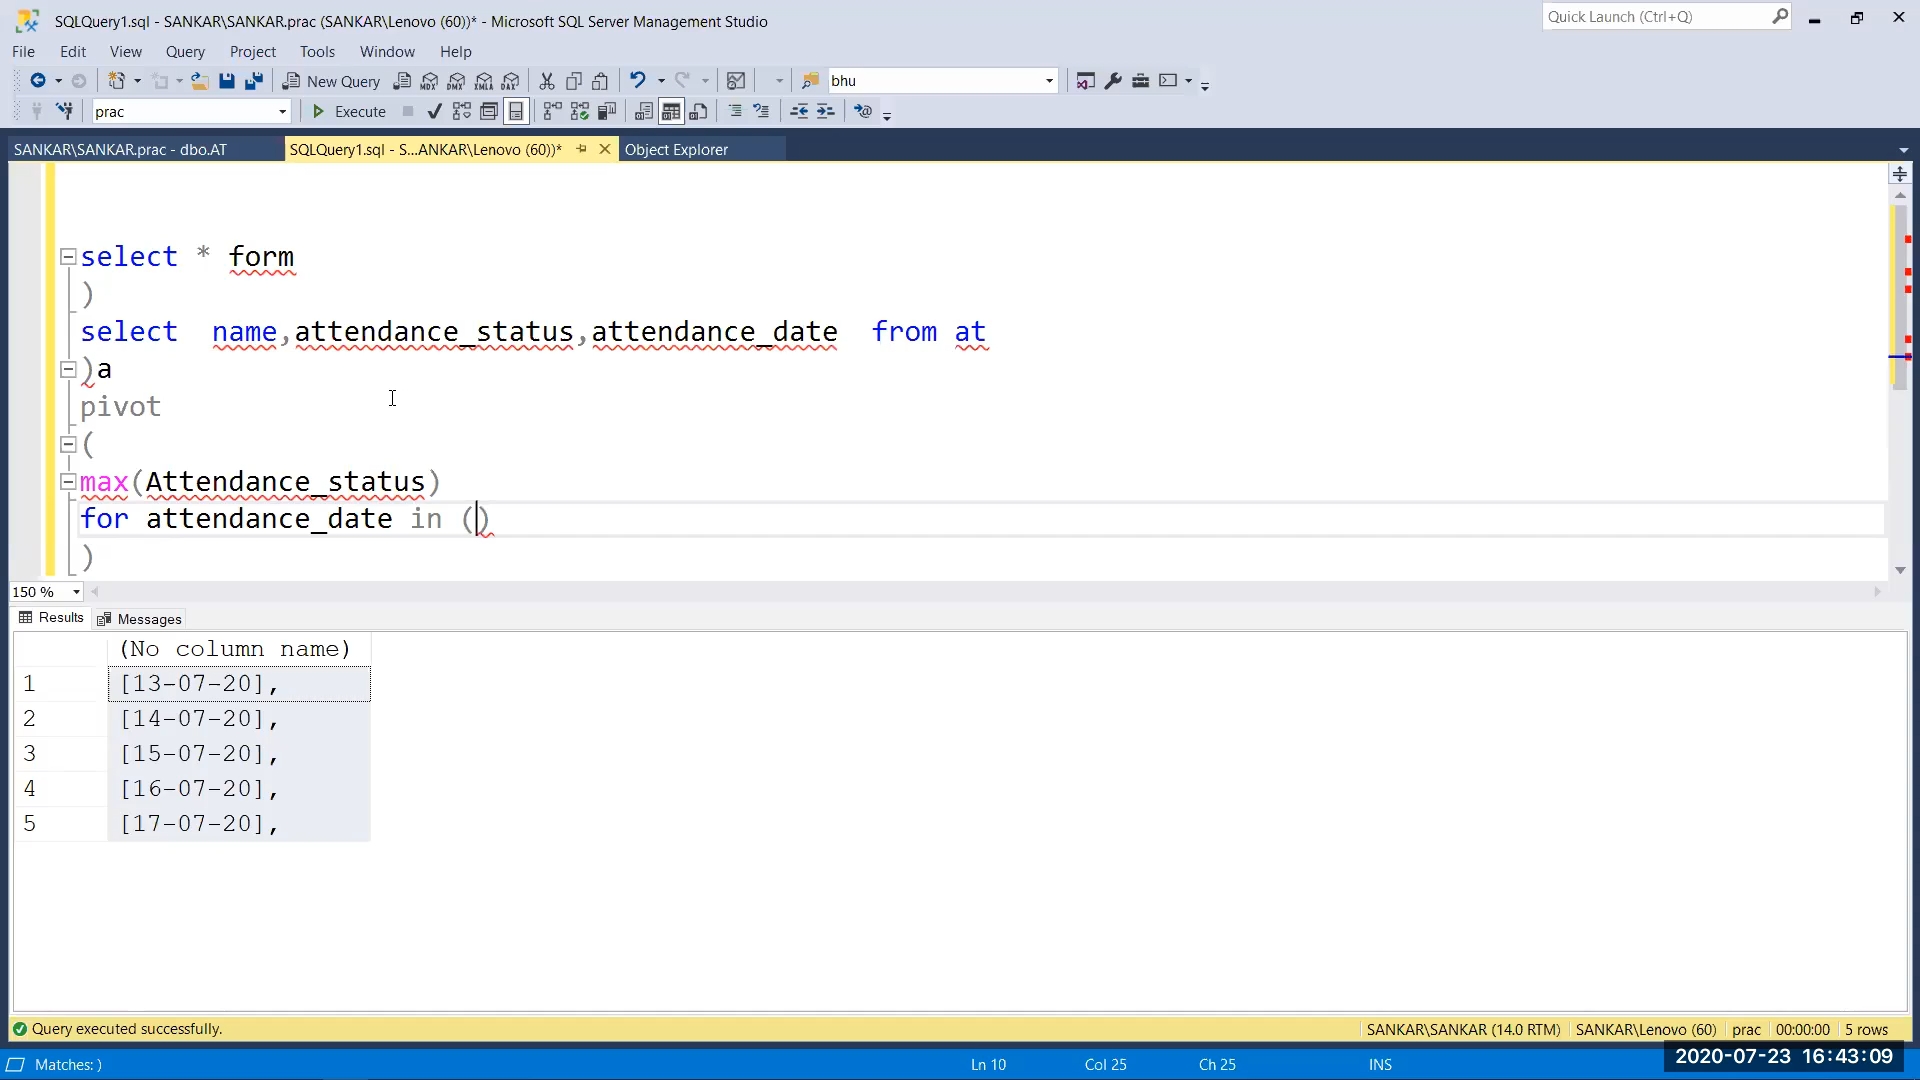 SQLQuery1.sql - SANKAR\SANKAR.prac (SANKAR\Lenovo (60))* - Microsoft SQL Server Management Studio
Quick Launch (Ctrl+Q)
File Edit View Query Project Tools Window Help
New Query MDX DMX XMLA DAX bhu
prac Execute
SANKAR\SANKAR.prac - dbo.AT SQLQuery1.sql - S...ANKAR\Lenovo (60))* Object Explorer
select * form
)
select name,attendance_status,attendance_date from at
)a
pivot
(
max(Attendance_status)
for attendance_date in ()
)
150 %
Results Messages
(No column name)
1 [13-07-20],
2 [14-07-20],
3 [15-07-20],
4 [16-07-20],
5 [17-07-20],
Query executed successfully. SANKAR\SANKAR (14.0 RTM) SANKAR\Lenovo (60) prac 00:00:00 5 rows
Matches: ) Ln 10 Col 25 Ch 25 INS
2020-07-23 16:43:09